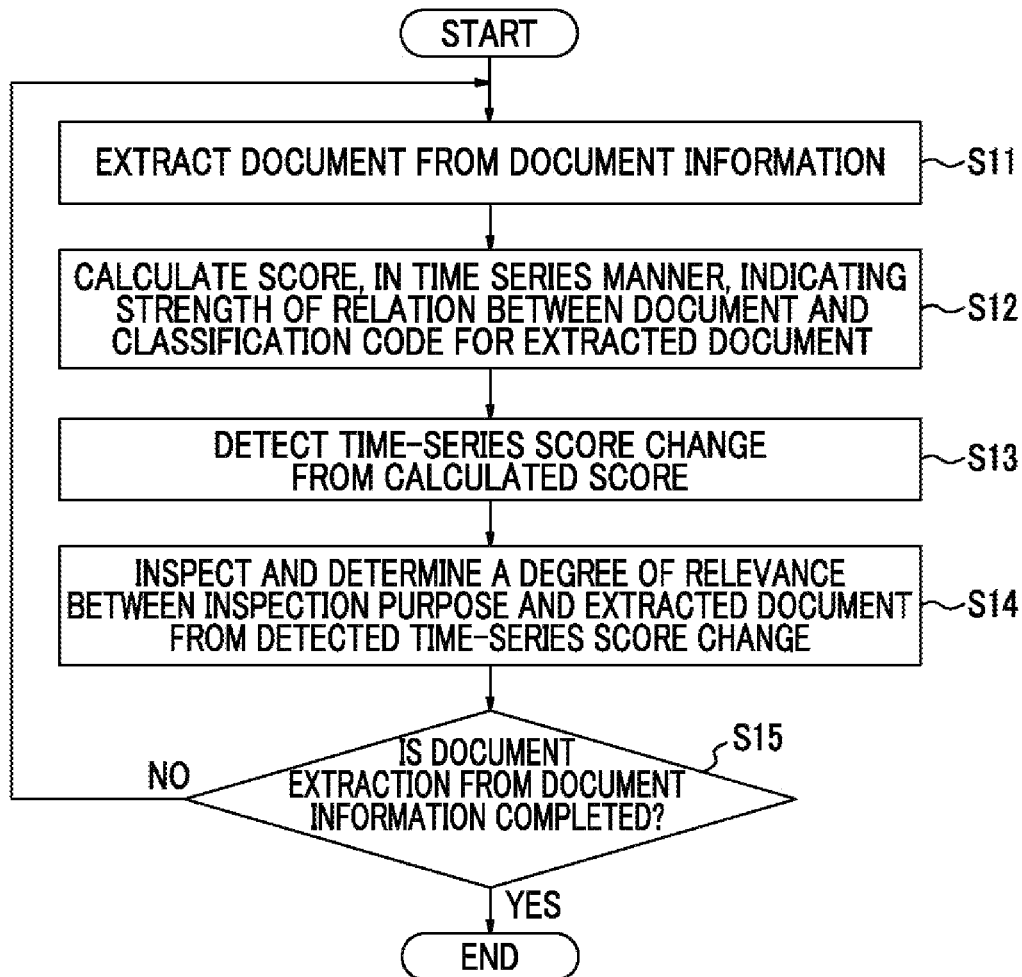 START
EXTRACT DOCUMENT FROM DOCUMENT INFORMATION
S11
CALCULATE SCORE, IN TIME SERIES MANNER, INDICATING
STRENGTH OF RELATION BETWEEN DOCUMENT AND
CLASSIFICATION CODE FOR EXTRACTED DOCUMENT
S12
DETECT TIME-SERIES SCORE CHANGE
FROM CALCULATED SCORE
S13
INSPECT AND DETERMINE A DEGREE OF RELEVANCE
BETWEEN INSPECTION PURPOSE AND EXTRACTED DOCUMENT
FROM DETECTED TIME-SERIES SCORE CHANGE
S14
IS DOCUMENT
EXTRACTION FROM DOCUMENT
INFORMATION COMPLETED?
S15
NO
YES
END